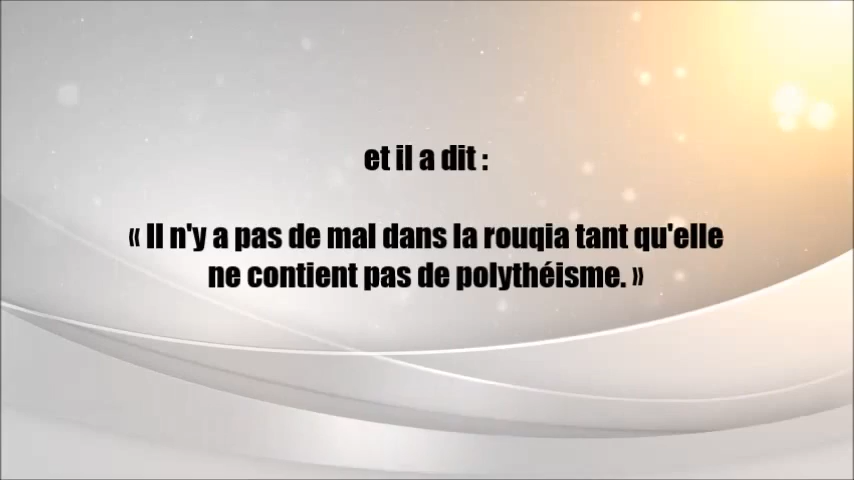 et il a dit :
« Il n'y a pas de mal dans la rouqia tant qu'elle
ne contient pas de polythéisme. »